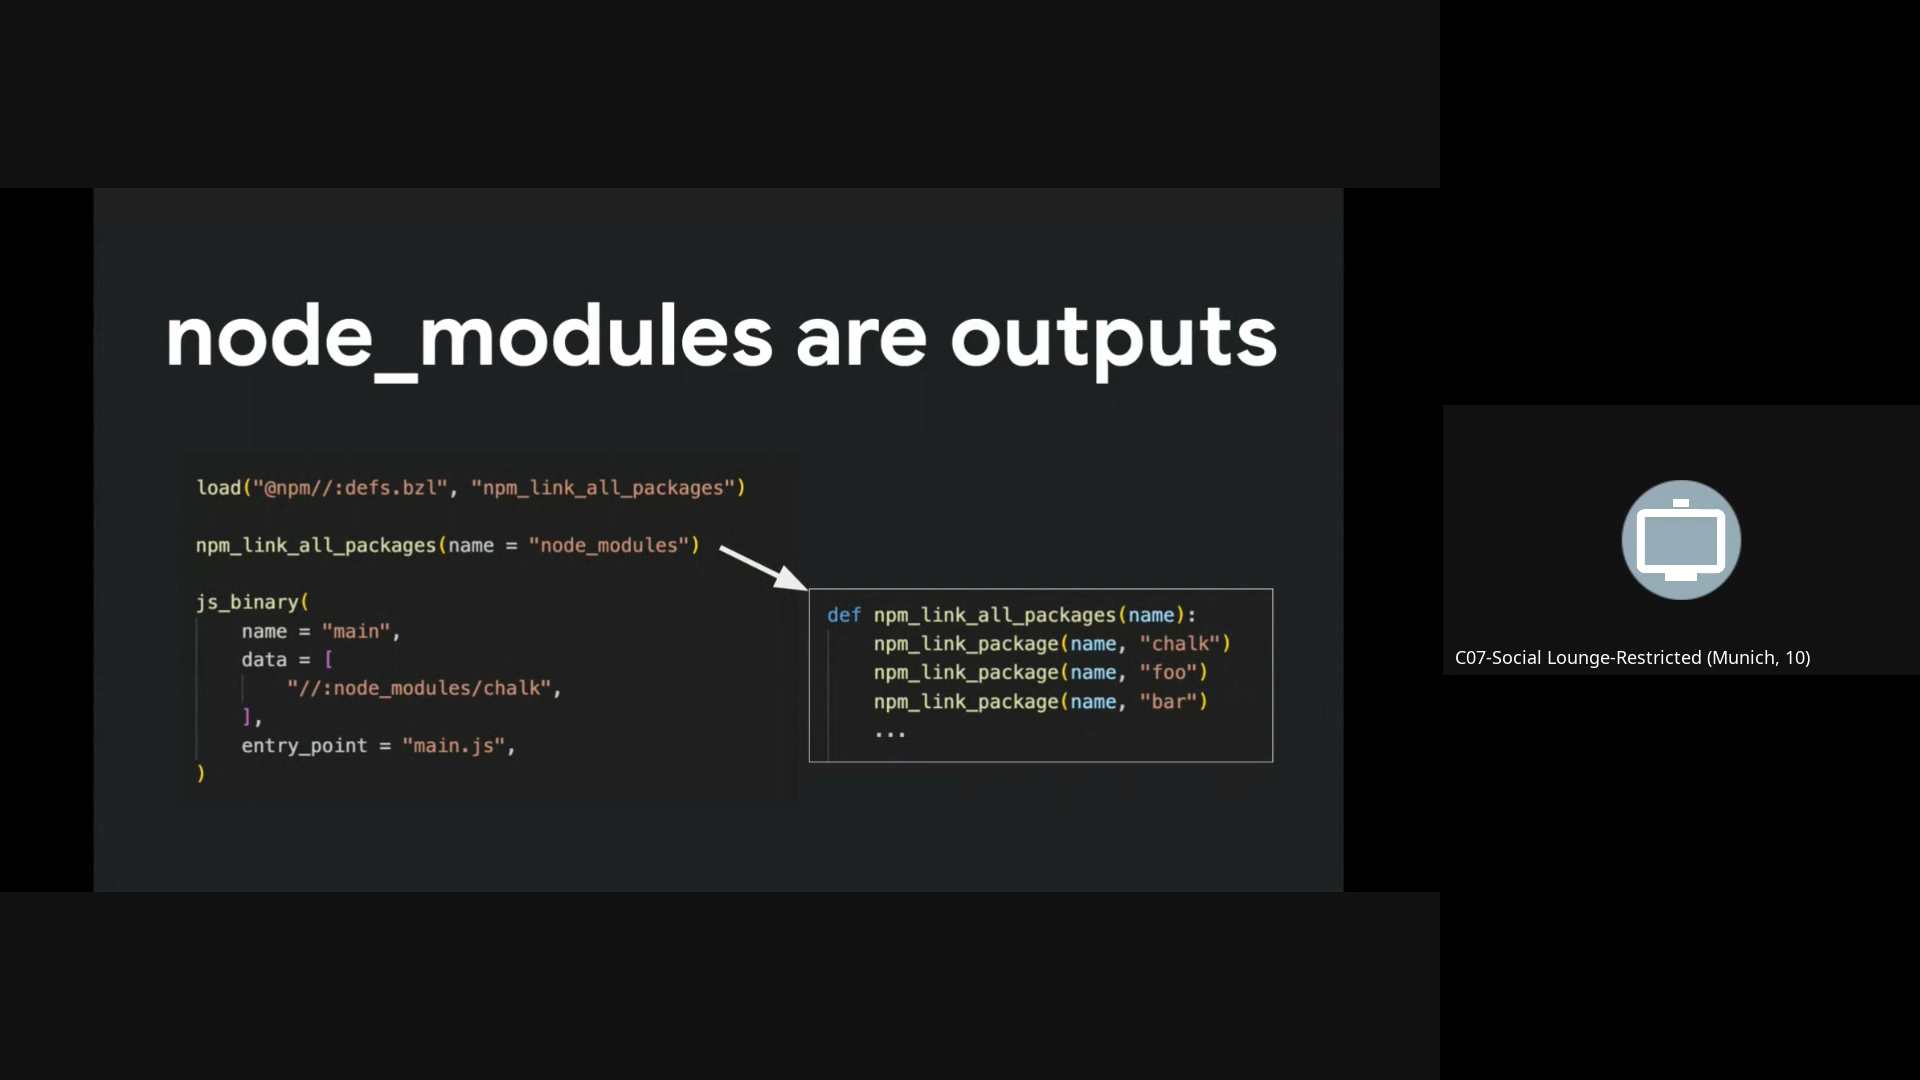 node_modules are outputs
load("@npm//:defs.bzl", "npm_link_all_packages")
npm_link_all_packages(name = "node_modules")
js_binary(
    name = "main",
    data = [
        "//:node_modules/chalk",
    ],
    entry_point = "main.js",
)
def npm_link_all_packages(name):
    npm_link_package(name, "chalk")
    npm_link_package(name, "foo")
    npm_link_package(name, "bar")
    ...
C07-Social Lounge-Restricted (Munich, 10)